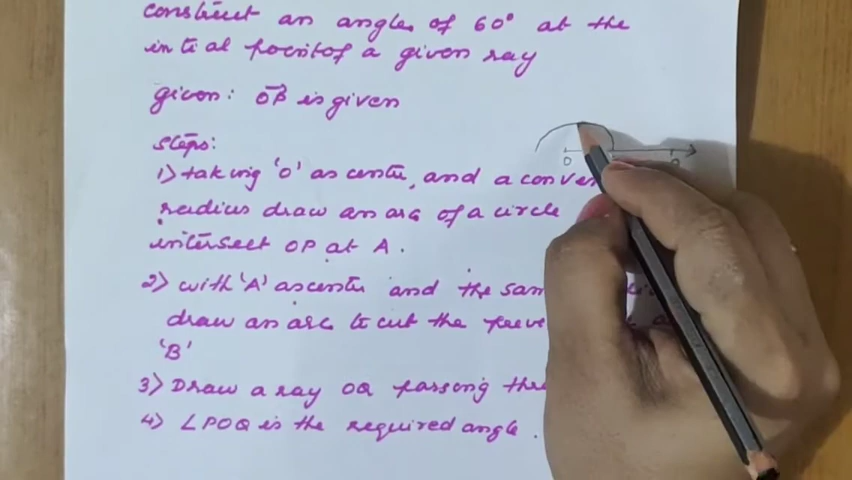 construct an angle of 60° at the
initial point of a given ray
given: OP is given
steps:
1) taking 'O' as centre, and a conven
radius draw an arc of a circle
intersect OP at A.
2) with 'A' as centre and the sam
draw an arc to cut the
'B'
3) Draw a ray OQ passing thr
4) ∠POQ is the required angle.
O